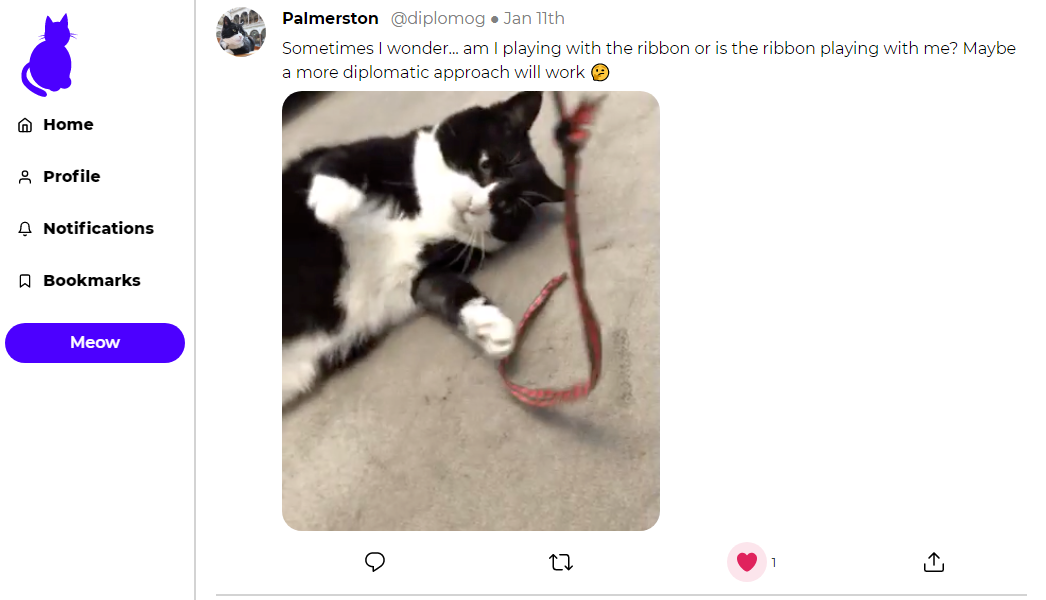 Palmerston @diplomog • Jan 11th
Sometimes I wonder... am I playing with the ribbon or is the ribbon playing with me? Maybe
a more diplomatic approach will work 🤔
Home
Profile
Notifications
Bookmarks
Meow
1